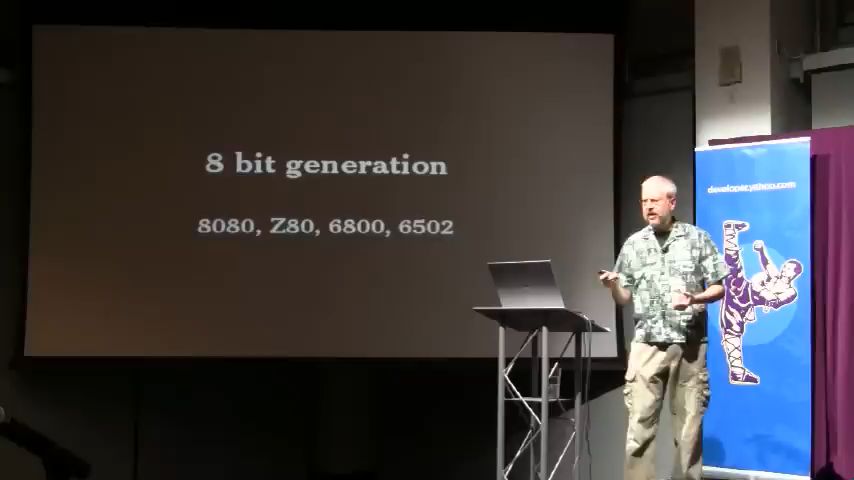 8 bit generation
8080, Z80, 6800, 6502
developer.yahoo.com